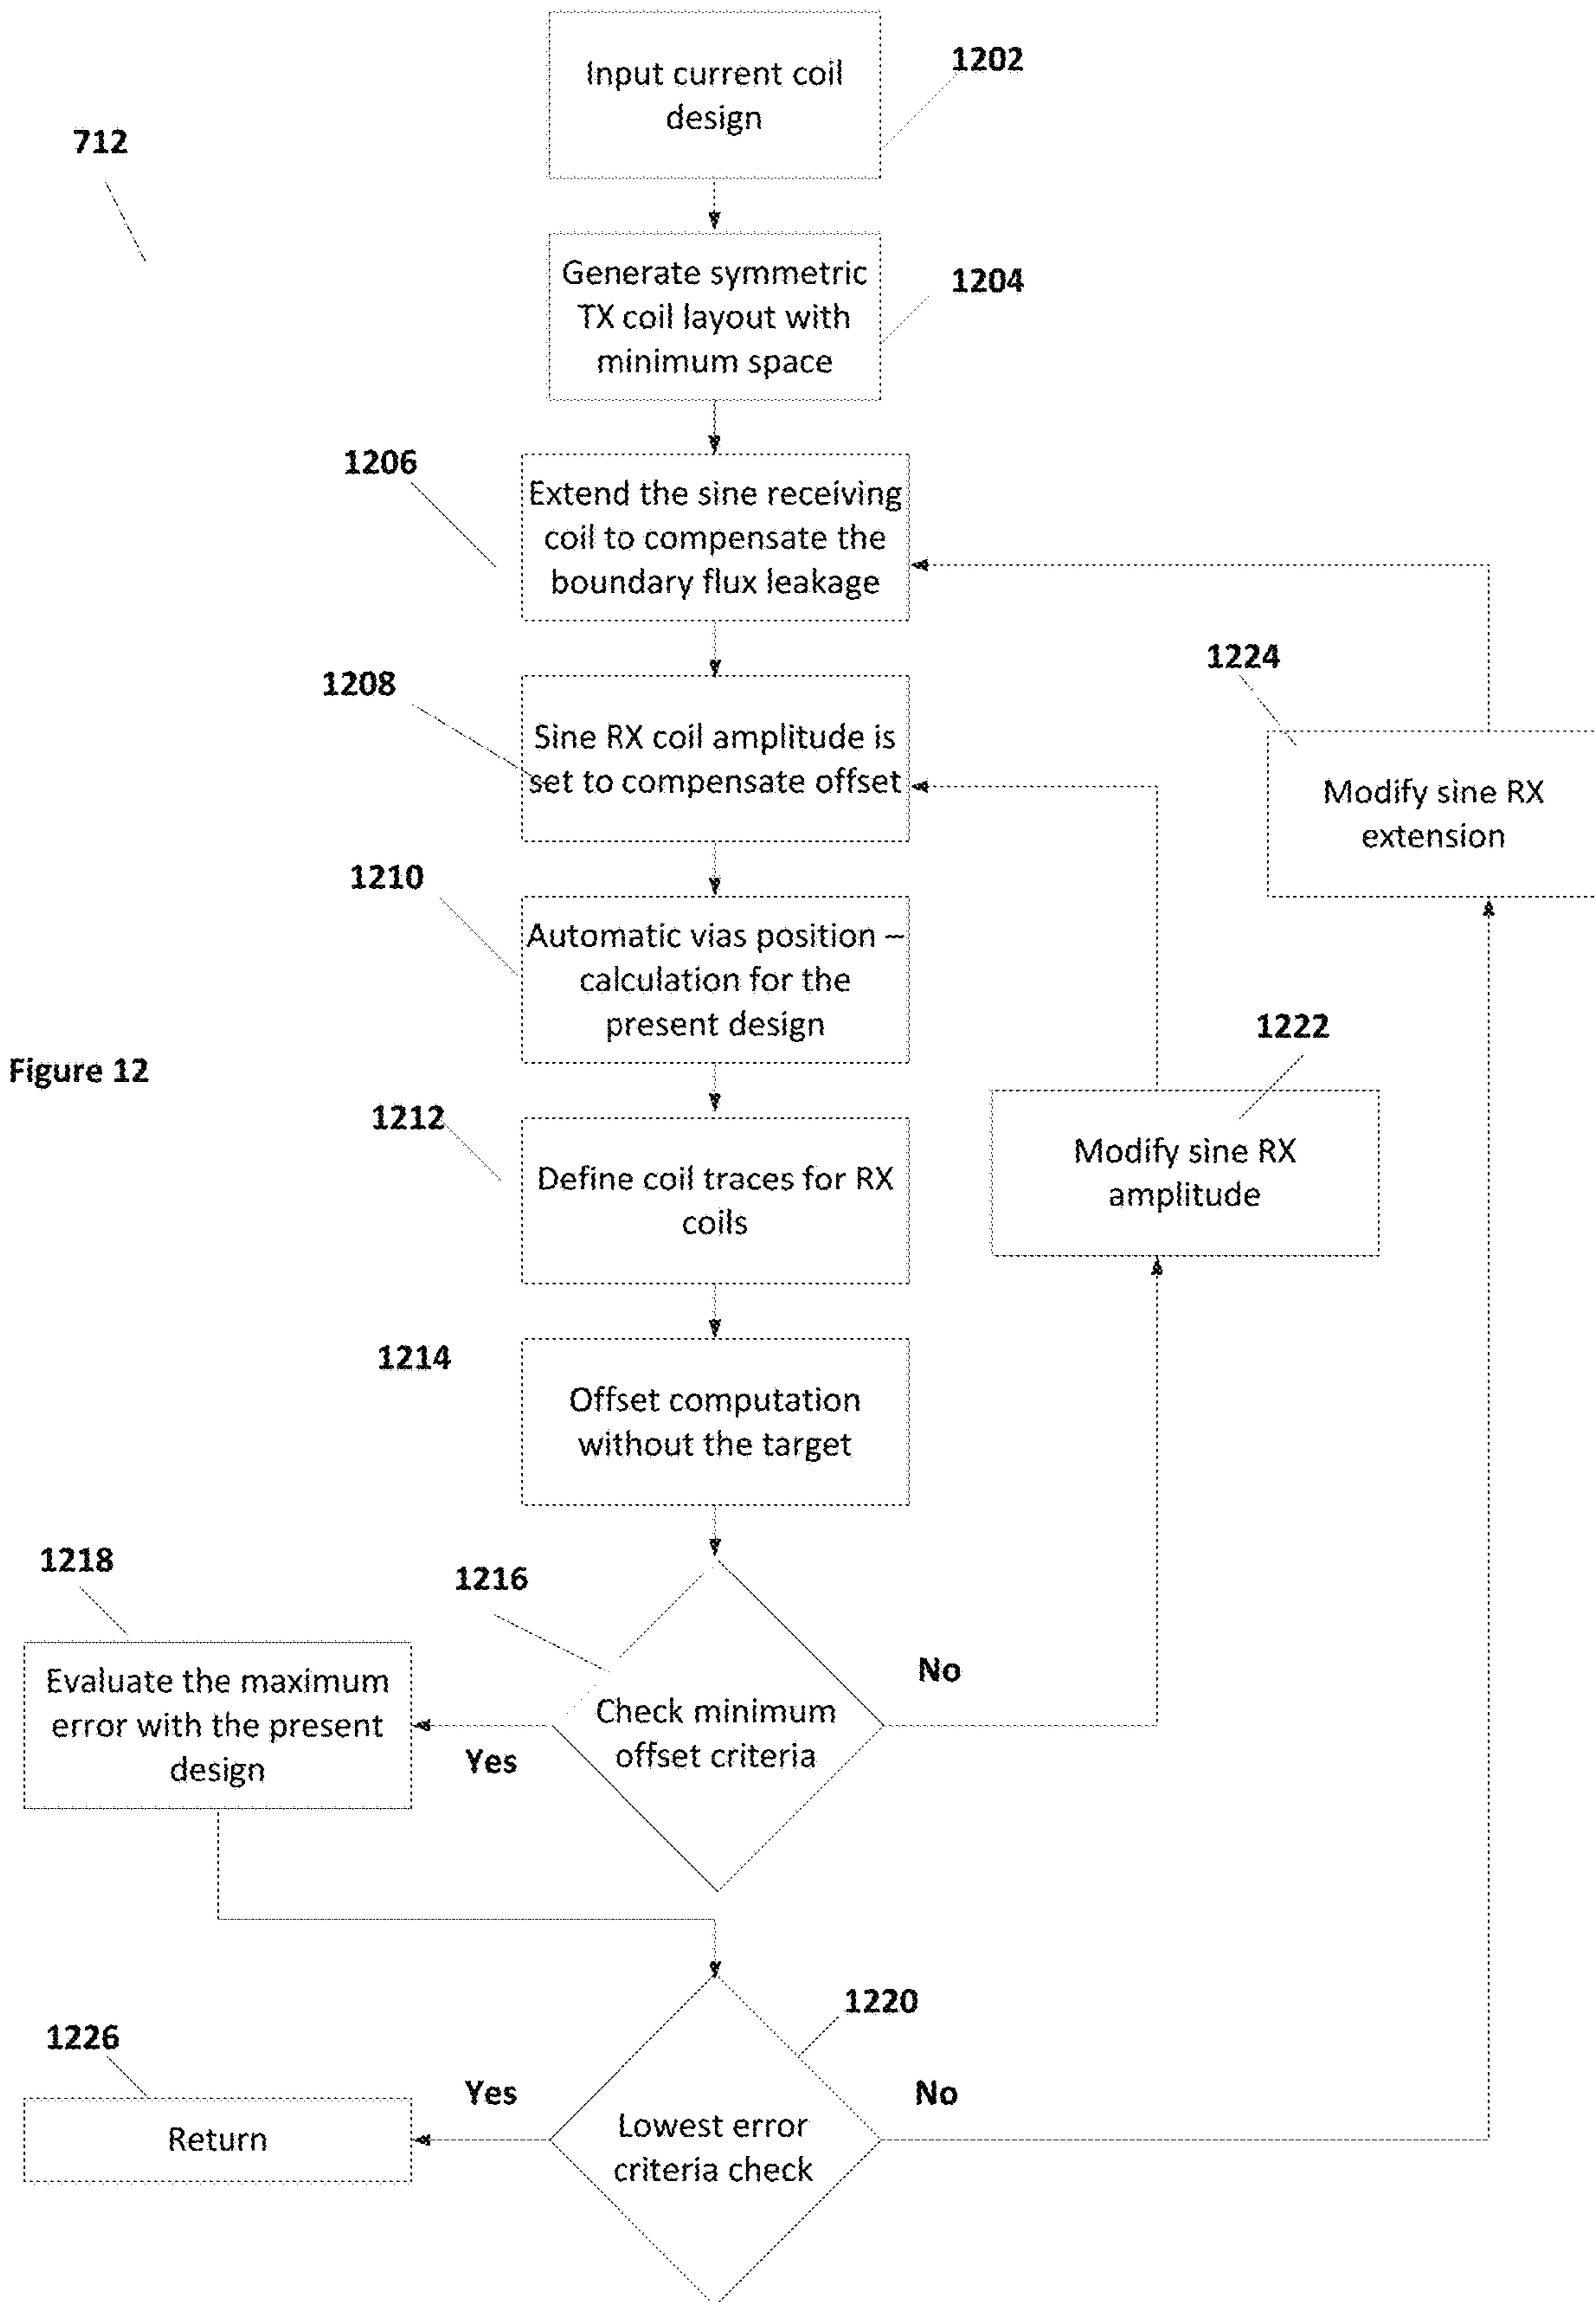 Input current coil
design
1202
712
Generate symmetric
TX coil layout with
minimum space
1204
1206
Extend the sine receiving
coil to compensate the
boundary flux leakage
1208
Sine RX coil amplitude is
set to compensate offset
1224
Modify sine RX
extension
1210
Automatic vias position –
calculation for the
present design
Figure 12
1222
Modify sine RX
amplitude
1212
Define coil traces for RX
coils
1214
Offset computation
without the target
1218
Evaluate the maximum
error with the present
design
1216
Check minimum
offset criteria
Yes
No
1220
1226
Return
Yes
Lowest error
criteria check
No